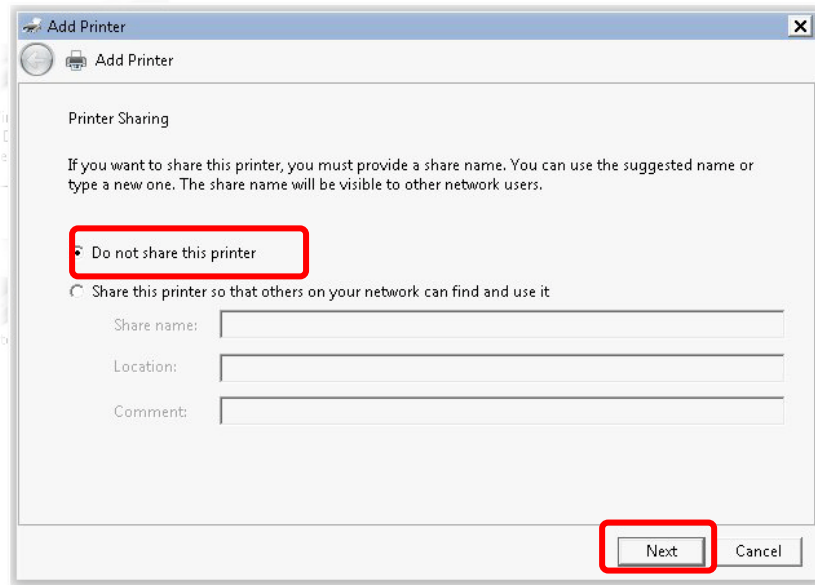 Add Printer
Add Printer
Printer Sharing
If you want to share this printer, you must provide a share name. You can use the suggested name or
type a new one. The share name will be visible to other network users.
Do not share this printer
Share this printer so that others on your network can find and use it
Share name:
Location:
Comment:
Next
Cancel